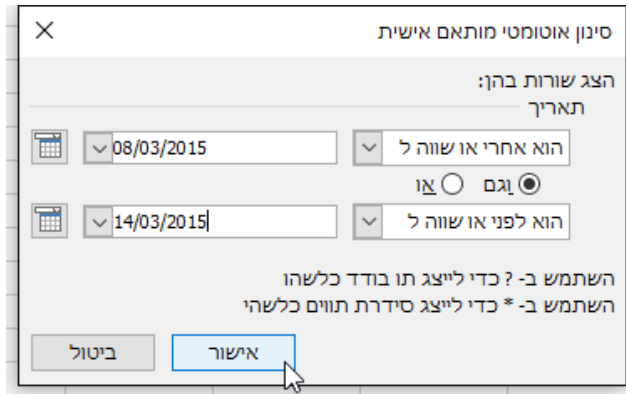 סינון אוטומטי מותאם אישית
הצג שורות בהן:
תאריך
הוא אחרי או שווה ל 08/03/2015
וגם או
הוא לפני או שווה ל 14/03/2015
השתמש ב- ? כדי לייצג תו בודד כלשהו
השתמש ב- * כדי לייצג סידרת תווים כלשהי
אישור ביטול